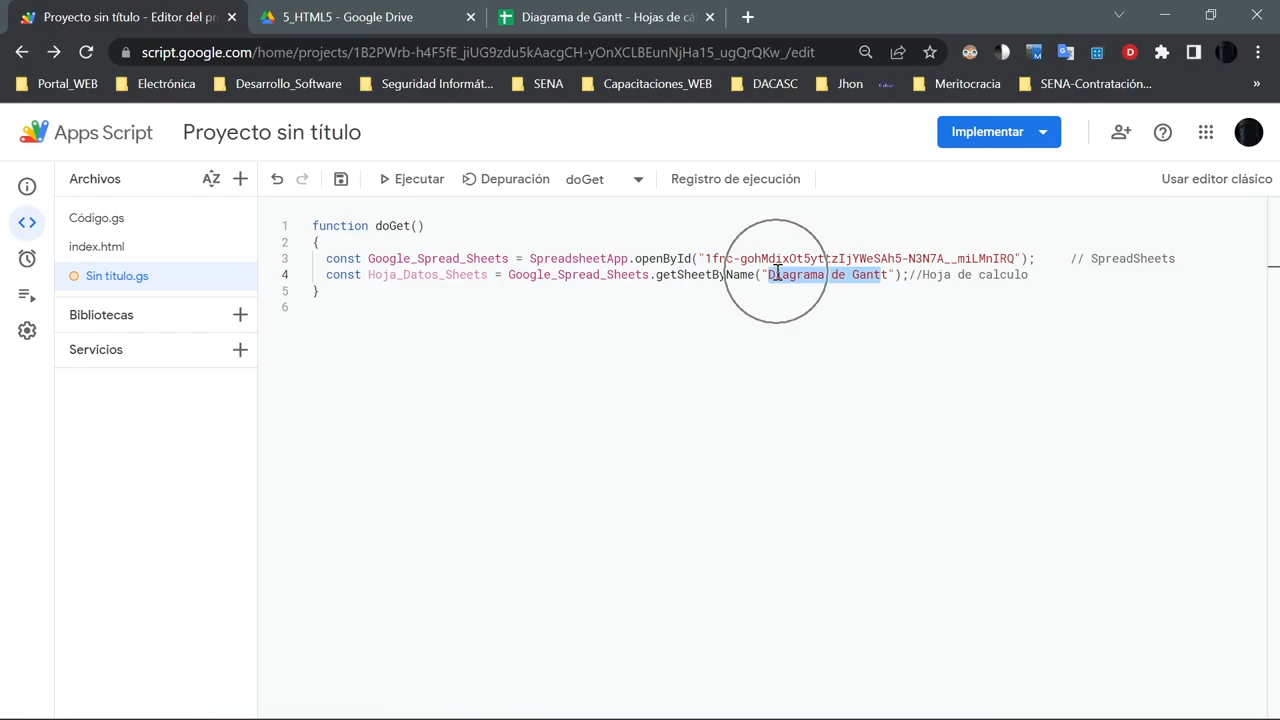 Proyecto sin título - Editor del pr
5_HTML5 - Google Drive
Diagrama de Gantt - Hojas de cá
script.google.com/home/projects/1B2PWrb-h4F5fE_jiUG9zdu5kAacgCH-yOnXCLBEunNjHa15_ugQrQKw_/edit
Portal_WEB
Electrónica
Desarrollo_Software
Seguridad Informát...
SENA
Capacitaciones_WEB
DACASC
Jhon
Meritocracia
SENA-Contratación...
»
Apps Script
Proyecto sin título
Implementar
Archivos
Ejecutar
Depuración
doGet
Registro de ejecución
Usar editor clásico
Código.gs
index.html
Sin título.gs
Bibliotecas
Servicios
1 function doGet()
2 {
3 const Google_Spread_Sheets = SpreadsheetApp.openById("1fnc-gohMdixOt5yttzIjYWeSAh5-N3N7A__miLMnIRQ"); // SpreadSheets
4 const Hoja_Datos_Sheets = Google_Spread_Sheets.getSheetByName("Diagrama de Gantt");//Hoja de calculo
5 }
6